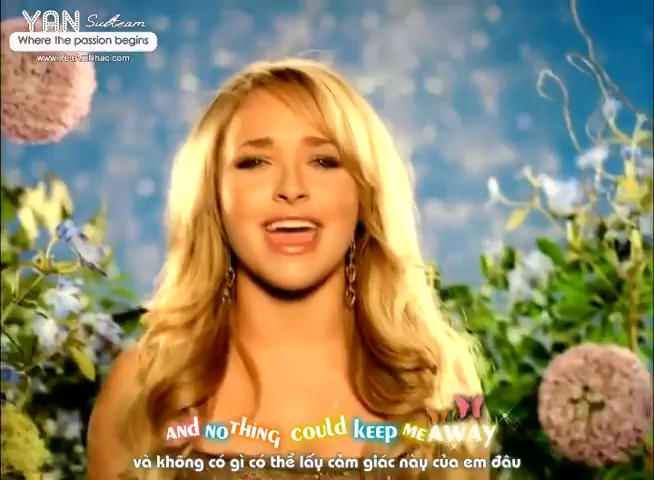 YAN Subteam
Where the passion begins
www.YeuAmNhac.com
AND NOTHING COULD KEEP ME AWAY
và không có gì có thể lấy cảm giác này của em đâu